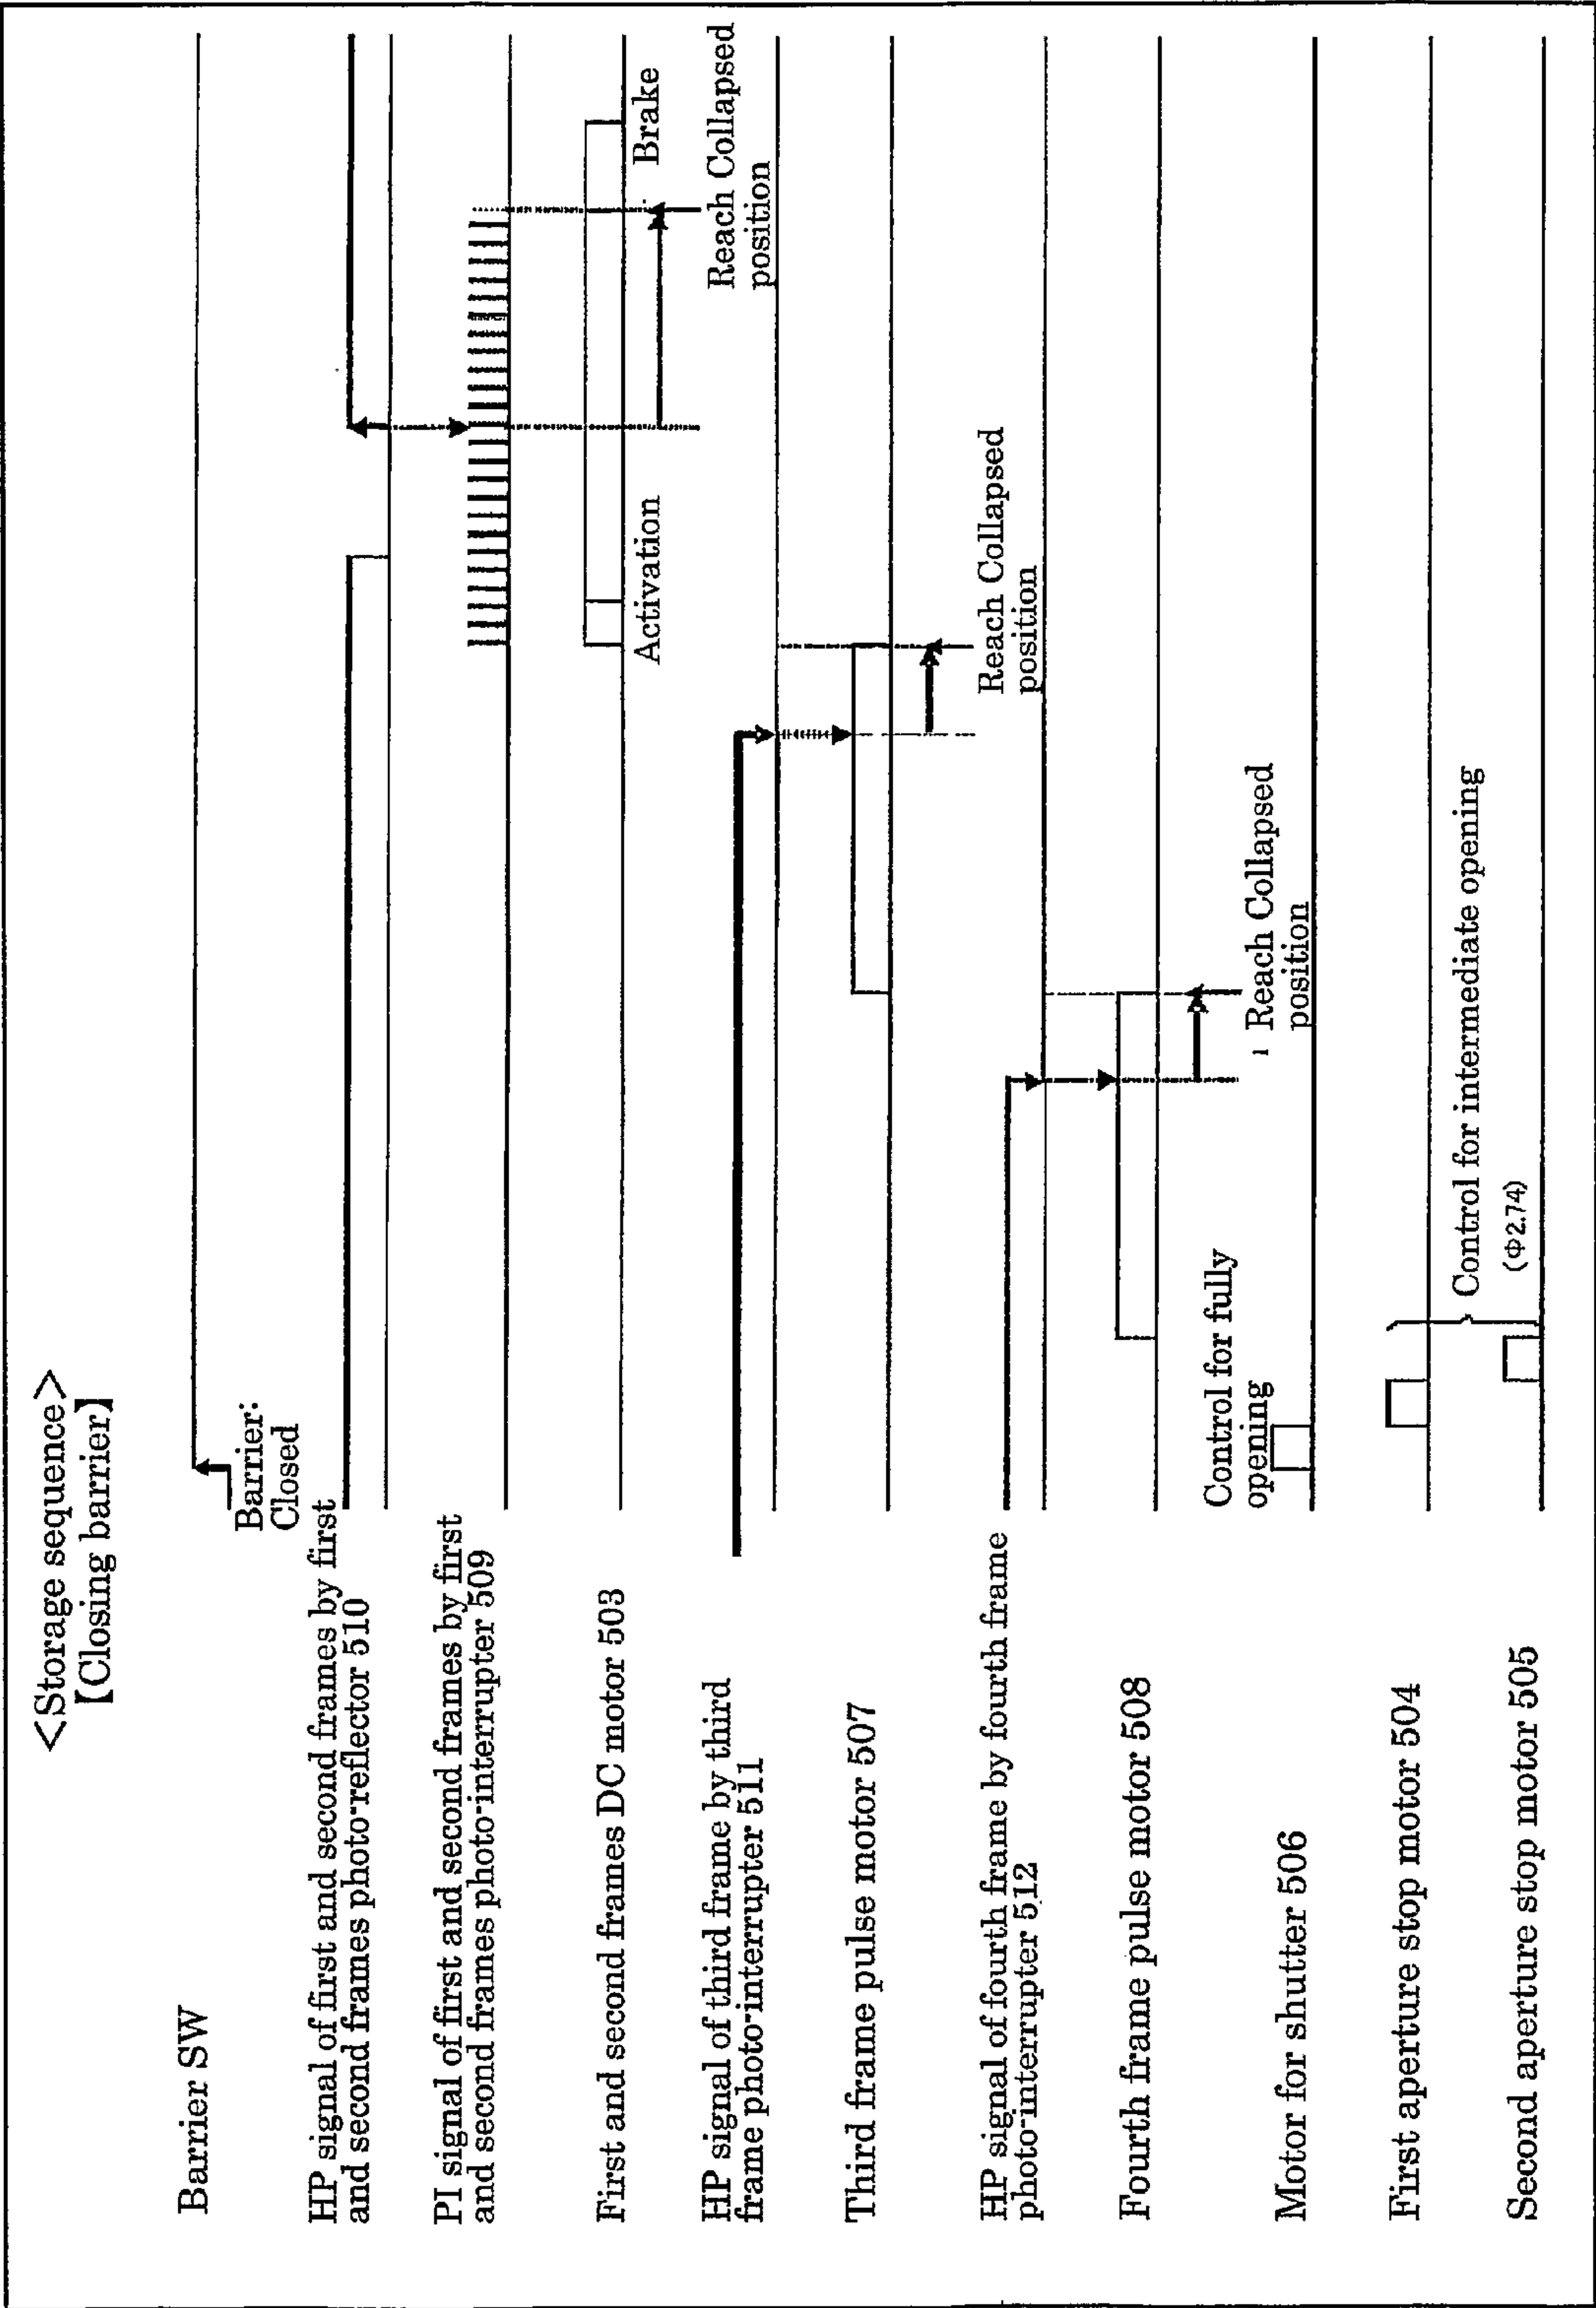 <Storage sequence>
【Closing barrier】
Barrier SW
Barrier:
Closed
HP signal of first and second frames by first
and second frames photo-reflector 510
PI signal of first and second frames by first
and second frames photo-interrupter 509
First and second frames DC motor 503
Activation
Brake
Reach Collapsed
position
HP signal of third frame by third
frame photo-interrupter 511
Third frame pulse motor 507
Reach Collapsed
position
HP signal of fourth frame by fourth frame
photo-interrupter 512
Fourth frame pulse motor 508
Reach Collapsed
position
Control for fully
opening
Motor for shutter 506
First aperture stop motor 504
Control for intermediate opening
(Φ2.74)
Second aperture stop motor 505